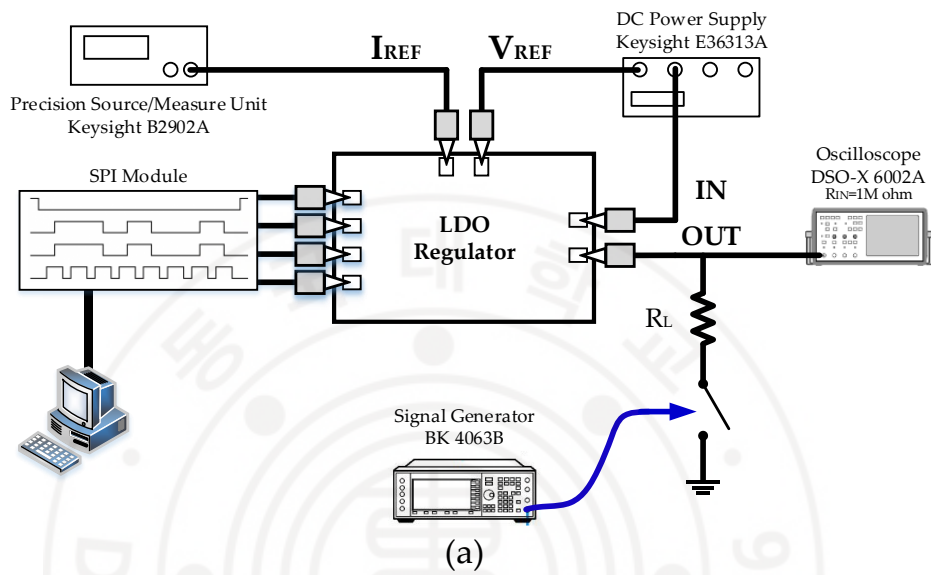 DC Power Supply
Keysight E36313A
IREF
VREF
Precision Source/Measure Unit
Keysight B2902A
SPI Module
LDO
Regulator
IN
OUT
Oscilloscope
DSO-X 6002A
RIN=1M ohm
RL
Signal Generator
BK 4063B
(a)